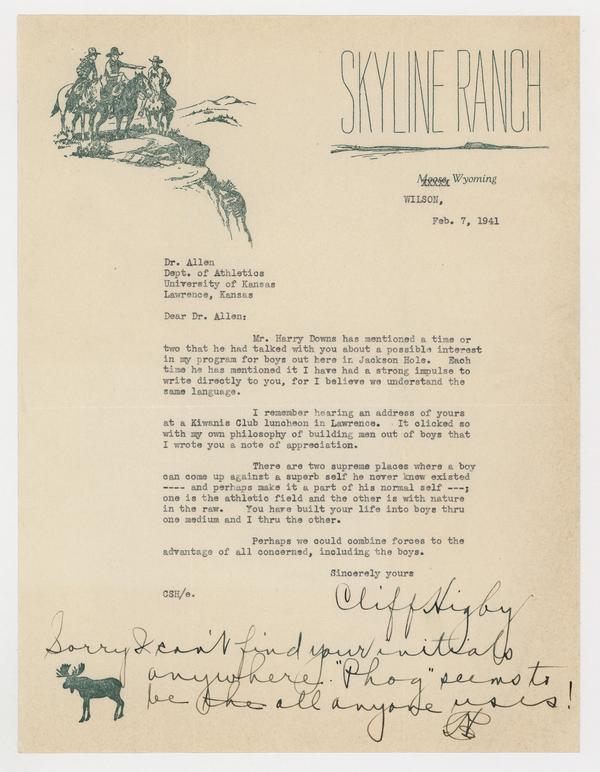 SKYLINE RANCH
Moose, Wyoming
WILSON,
Feb. 7, 1941
Dr. Allen
Dept. of Athletics
University of Kansas
Lawrence, Kansas
Dear Dr. Allen:
Mr. Harry Downs has mentioned a time or
two that he had talked with you about a possible interest
in my program for boys out here in Jackson Hole. Each
time he has mentioned it I have had a strong impulse to
write directly to you, for I believe we understand the
same language.
I remember hearing an address of yours
at a Kiwanis Club luncheon in Lawrence. It clicked so
with my own philosophy of building men out of boys that
I wrote you a note of appreciation.
There are two supreme places where a boy
can come up against a superb self he never knew existed
---- and perhaps make it a part of his normal self ---;
one is the athletic field and the other is with nature
in the raw. You have built your life into boys thru
one medium and I thru the other.
Perhaps we could combine forces to the
advantage of all concerned, including the boys.
Sincerely yours
CSH/e.
Cliff Higby
Sorry I can't find your initials
anywhere. "Phog" seems to
be the all anyone uses!